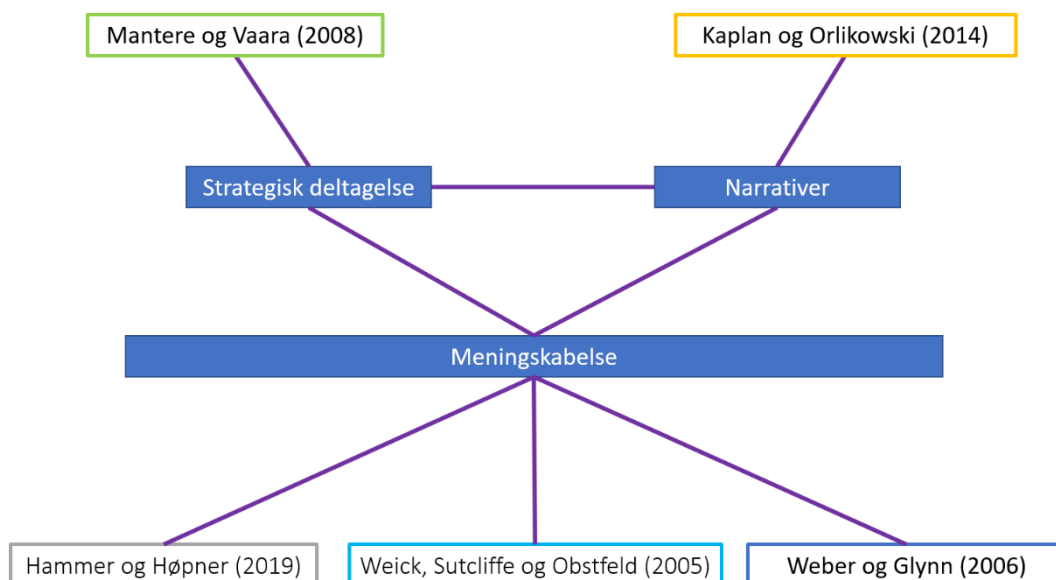 Mantere og Vaara (2008)
Kaplan og Orlikowski (2014)
Strategisk deltagelse
Narrativer
Meningskabelse
Hammer og Høpner (2019)
Weick, Sutcliffe og Obstfeld (2005)
Weber og Glynn (2006)